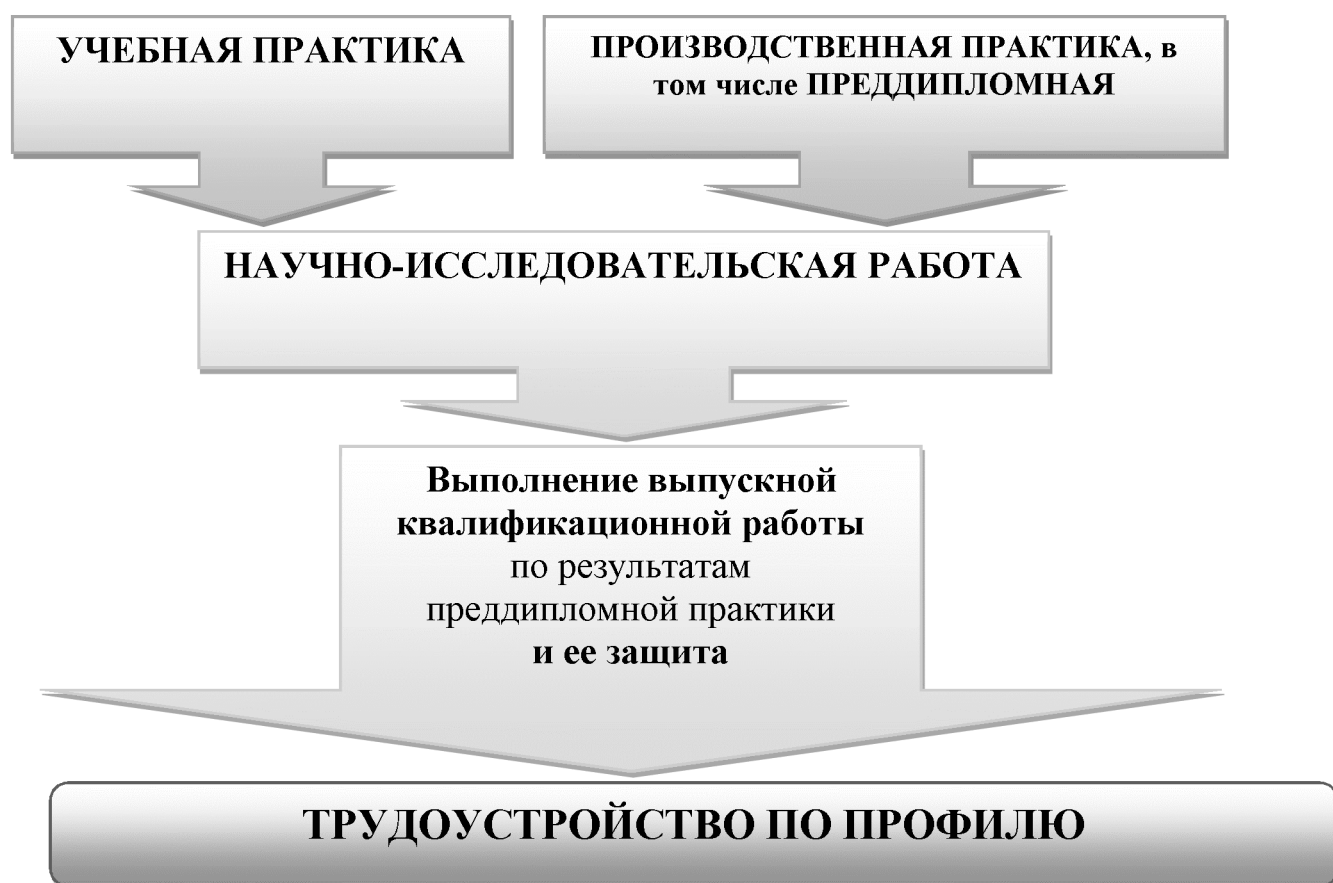 УЧЕБНАЯ ПРАКТИКА
ПРОИЗВОДСТВЕННАЯ ПРАКТИКА, в
том числе ПРЕДДИПЛОМНАЯ
НАУЧНО-ИССЛЕДОВАТЕЛЬСКАЯ РАБОТА
Выполнение выпускной
квалификационной работы
по результатам
преддипломной практики
и ее защита
ТРУДОУСТРОЙСТВО ПО ПРОФИЛЮ